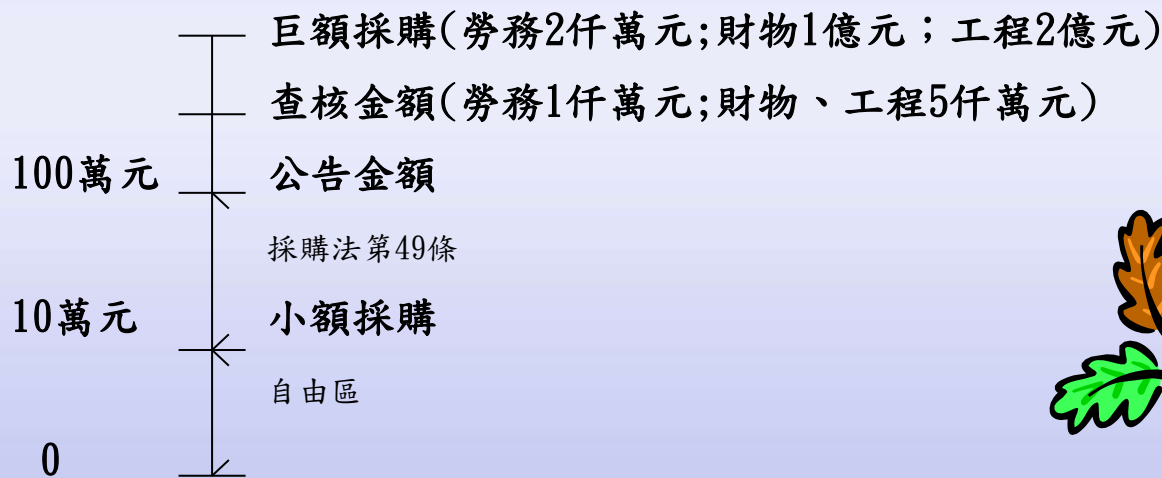 巨額採購(勞務2仟萬元;財物1億元；工程2億元)
查核金額(勞務1仟萬元;財物、工程5仟萬元)
100萬元 公告金額
採購法第49條
10萬元 小額採購
自由區
0